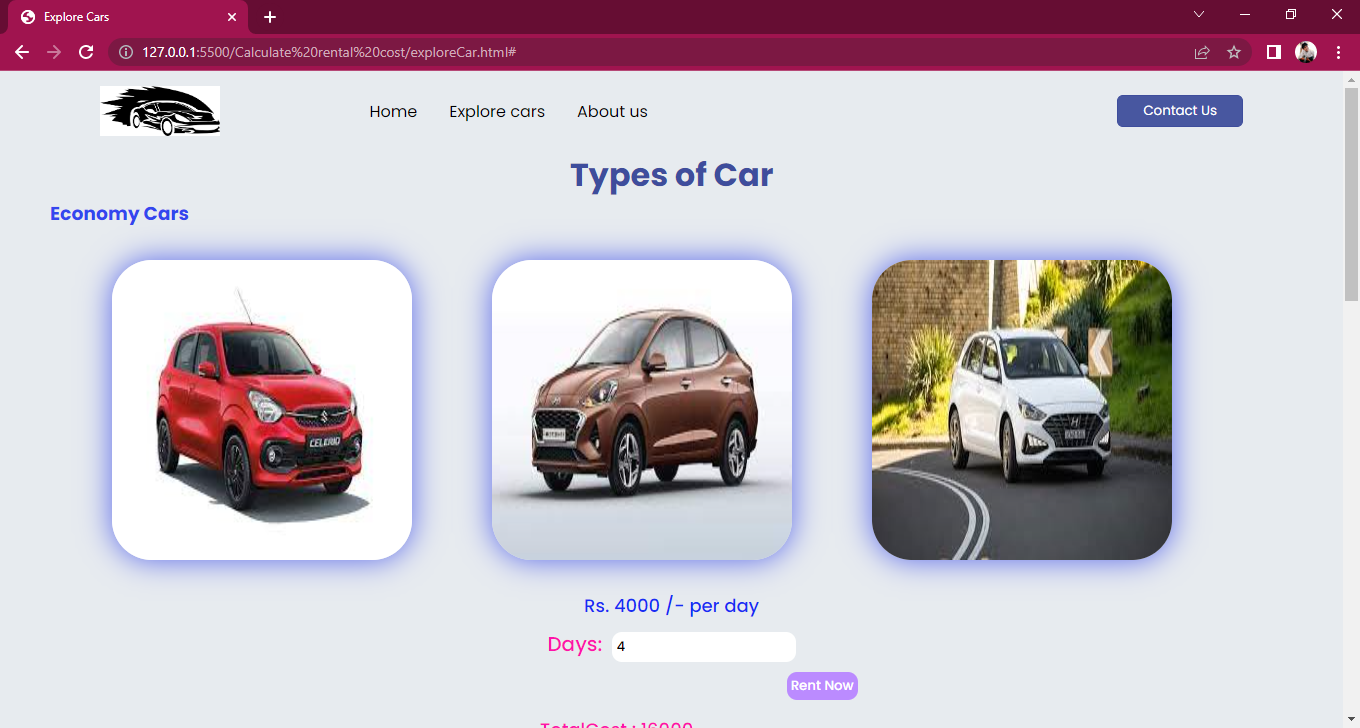 Explore Cars
127.0.0.1:5500/Calculate%20rental%20cost/exploreCar.html#
Home Explore cars About us Contact Us
Types of Car
Economy Cars
CELERIO
Rs. 4000 /- per day
Days: 4
Rent Now
TotalCost : 16000